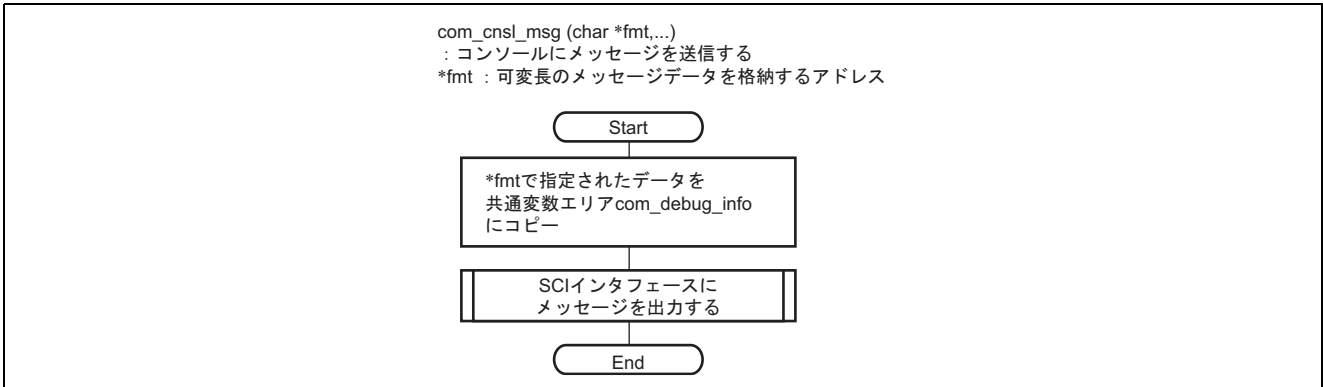 com_cnsl_msg (char *fmt,...)
：コンソールにメッセージを送信する
*fmt ：可変長のメッセージデータを格納するアドレス
Start
*fmtで指定されたデータを
共通変数エリアcom_debug_info
にコピー
SCIインタフェースに
メッセージを出力する
End